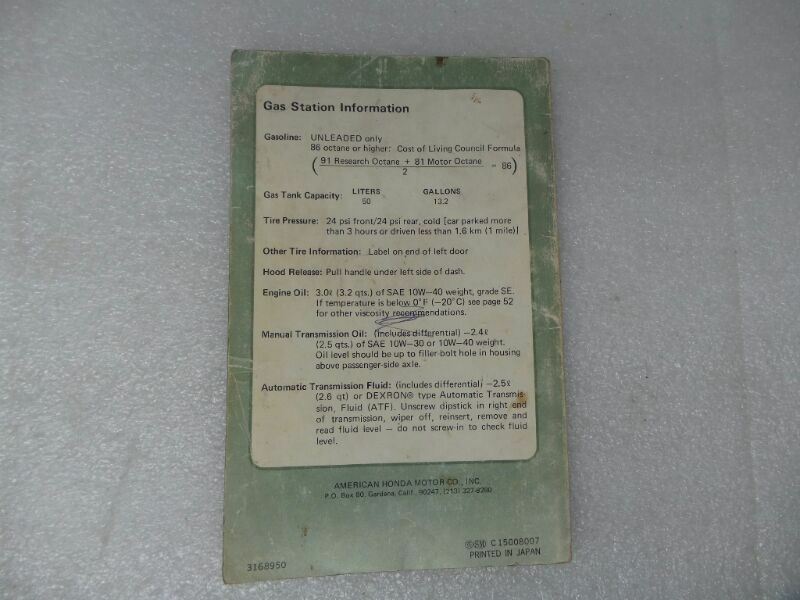 Gas Station Information
Gasoline: UNLEADED only
86 octane or higher: Cost of Living Council Formula
(91 Research Octane + 81 Motor Octane / 2 = 86)
LITERS GALLONS
Gas Tank Capacity: 50 13.2
Tire Pressure: 24 psi front/24 psi rear, cold [car parked more
than 3 hours or driven less than 1.6 km (1 mile)]
Other Tire Information: Label on end of left door
Hood Release: Pull handle under left side of dash.
Engine Oil: 3.0ℓ (3.2 qts.) of SAE 10W-40 weight, grade SE.
If temperature is below 0°F (-20°C) see page 52
for other viscosity recommendations.
Manual Transmission Oil: (includes differential) -2.4ℓ
(2.5 qts.) of SAE 10W-30 or 10W-40 weight.
Oil level should be up to filler-bolt hole in housing
above passenger-side axle.
Automatic Transmission Fluid: (includes differential) -2.5ℓ
(2.6 qt) or DEXRON® type Automatic Transmis-
sion, Fluid (ATF). Unscrew dipstick in right end
of transmission, wiper off, reinsert, remove and
read fluid level - do not screw-in to check fluid
level.
AMERICAN HONDA MOTOR CO., INC.
P.O. Box 50, Gardena, Calif. 90247, (213) 327-8280
C15008007
PRINTED IN JAPAN
3168950